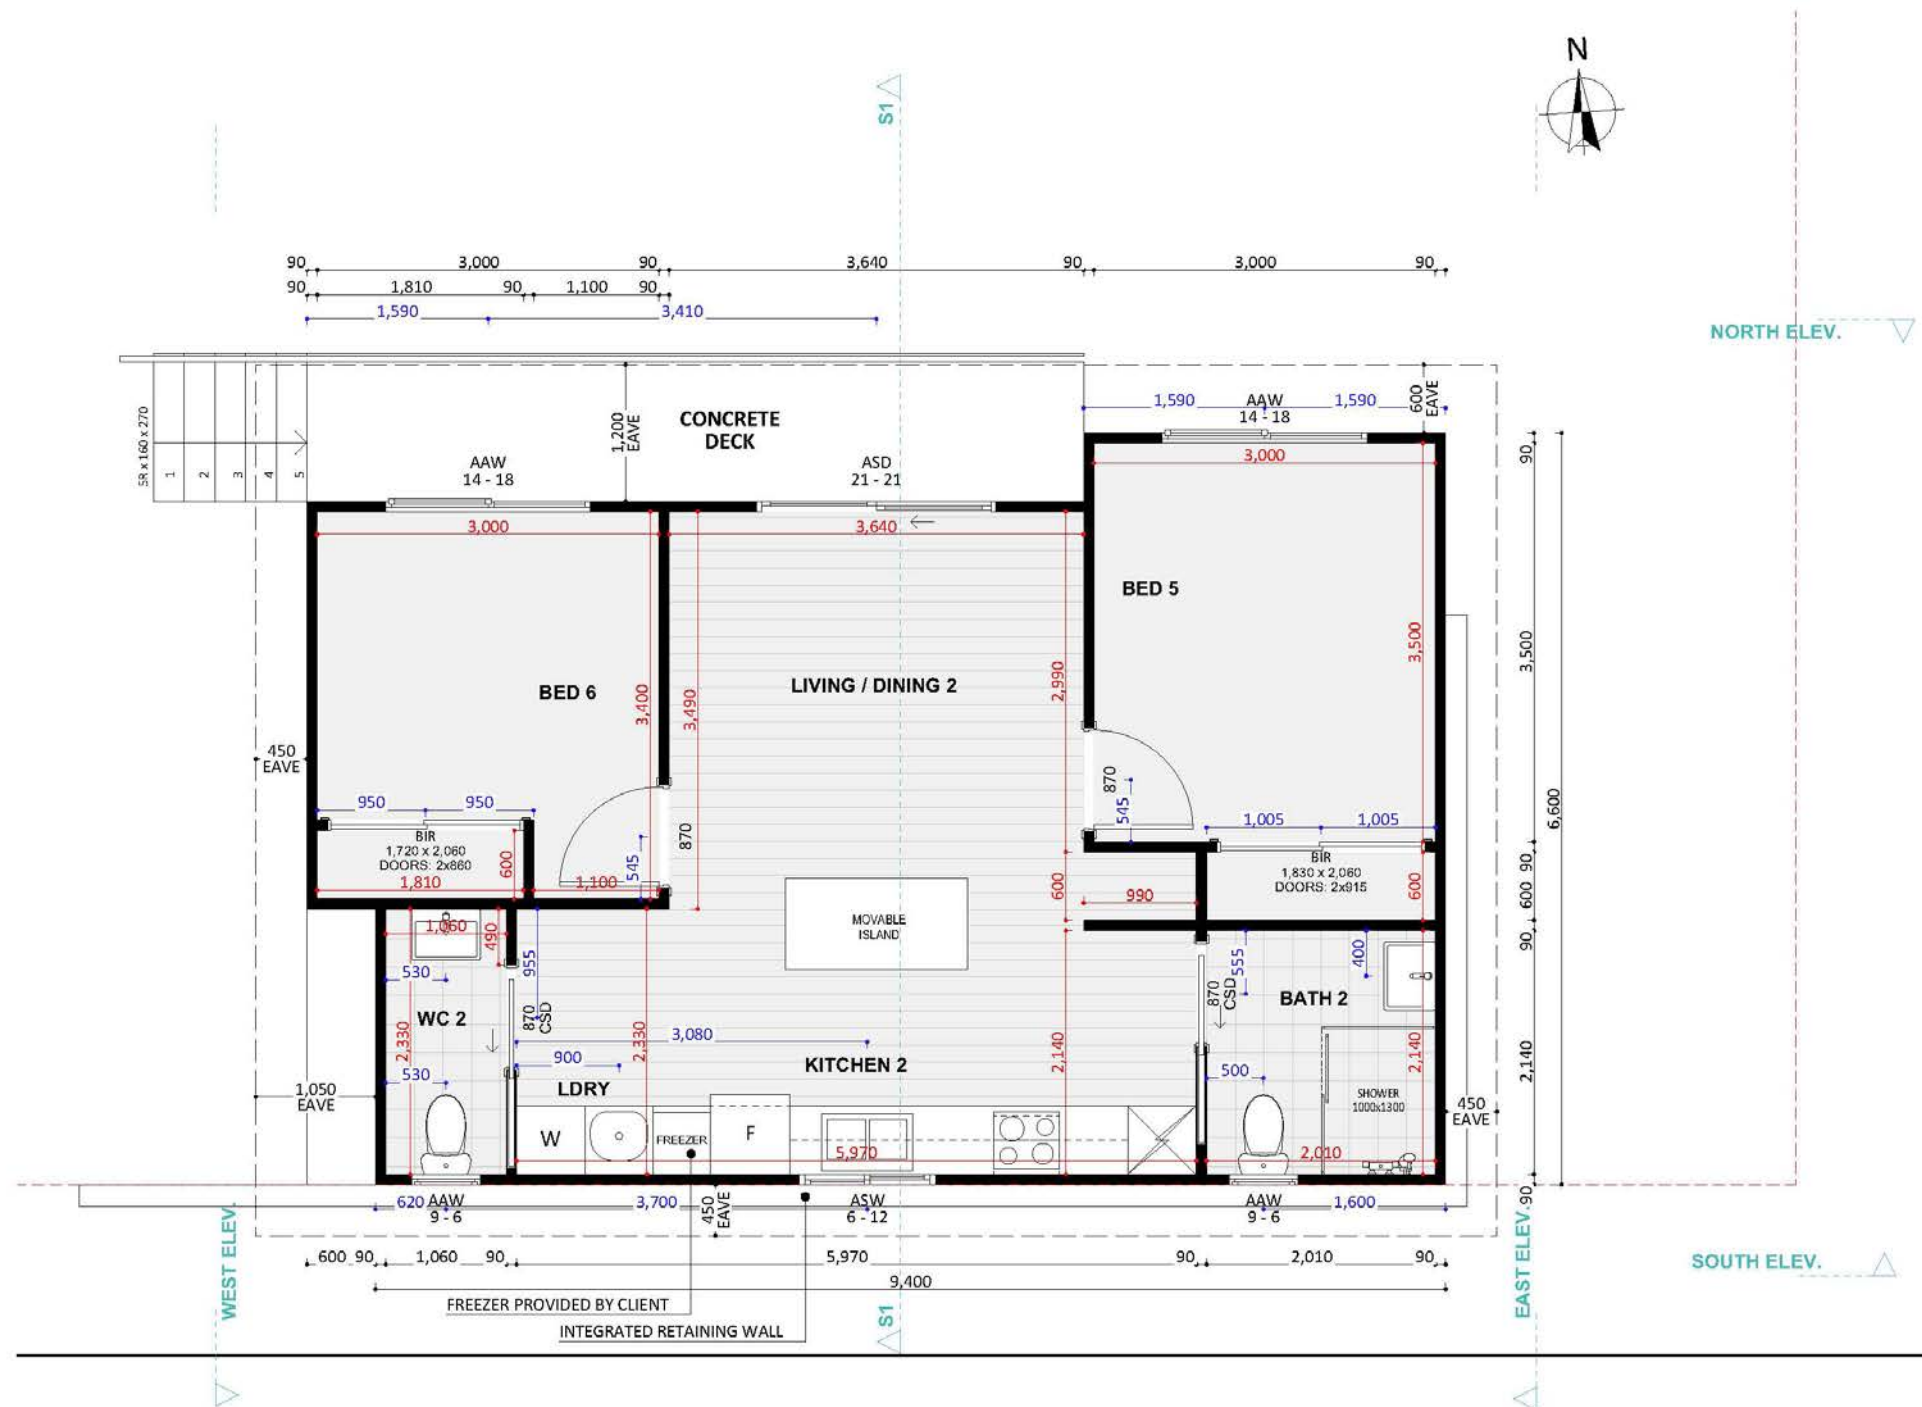 N
S1
90 3,000 90 3,640 90 3,000 90
90 1,810 90 1,100 90
1,590 3,410
NORTH ELEV.
SR x 160 x 270
1 2 3 4 5
1,200
EAVE
CONCRETE
DECK
1,590 AAW 1,590
14 - 18
600
EAVE
AAW
14 - 18
ASD
21 - 21
3,000
3,640
3,000
90
BED 5
BED 6
LIVING / DINING 2
3,400
3,490
2,990
3,500
3,500
6,600
450
EAVE
950 950
BIR
1,720 x 2,060
DOORS: 2x860
600
1,810
1,100
545
870
870
545
1,005 1,005
BIR
1,830 x 2,060
DOORS: 2x915
600
600
990
90
600
90
MOVABLE
ISLAND
1,060
490
530
955
870
CSD
WC 2
2,330
530
2,330
3,080
900
LDRY
KITCHEN 2
2,140
555
400
870
CSD
BATH 2
2,140
2,140
500
SHOWER
1000x1300
1,050
EAVE
450
EAVE
W
FREEZER
F
5,970
2,010
90
620 AAW
9 - 6
3,700
450
EAVE
ASW
6 - 12
AAW
9 - 6
1,600
600 90 1,060 90 5,970 90 2,010 90
9,400
WEST ELEV.
EAST ELEV.
SOUTH ELEV.
FREEZER PROVIDED BY CLIENT
INTEGRATED RETAINING WALL
S1